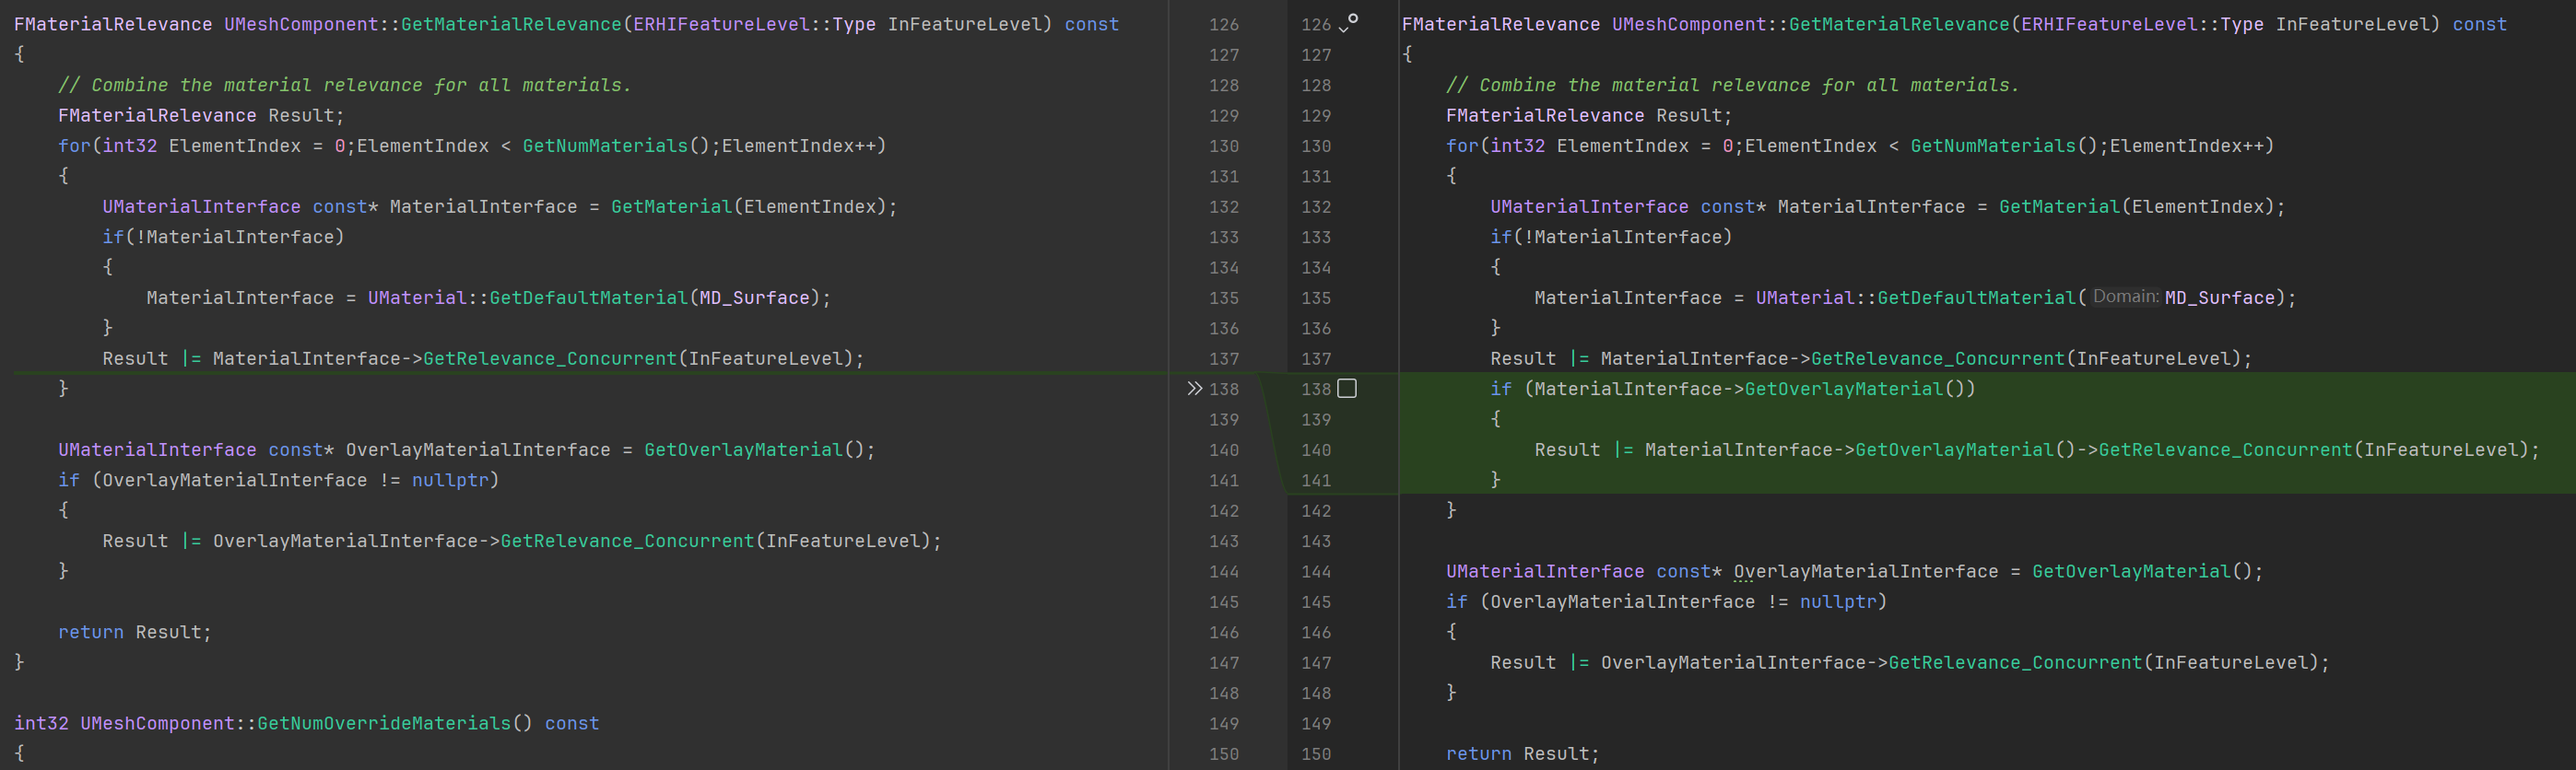 FMaterialRelevance UMeshComponent::GetMaterialRelevance(ERHIFeatureLevel::Type InFeatureLevel) const
{
    // Combine the material relevance for all materials.
    FMaterialRelevance Result;
    for(int32 ElementIndex = 0;ElementIndex < GetNumMaterials();ElementIndex++)
    {
        UMaterialInterface const* MaterialInterface = GetMaterial(ElementIndex);
        if(!MaterialInterface)
        {
            MaterialInterface = UMaterial::GetDefaultMaterial(MD_Surface);
        }
        Result |= MaterialInterface->GetRelevance_Concurrent(InFeatureLevel);
    }

    UMaterialInterface const* OverlayMaterialInterface = GetOverlayMaterial();
    if (OverlayMaterialInterface != nullptr)
    {
        Result |= OverlayMaterialInterface->GetRelevance_Concurrent(InFeatureLevel);
    }

    return Result;
}

int32 UMeshComponent::GetNumOverrideMaterials() const
{
126 126
127 127
128 128
129 129
130 130
131 131
132 132
133 133
134 134
135 135
136 136
137 137
138 138
139 139
140 140
141 141
142 142
143 143
144 144
145 145
146 146
147 147
148 148
149 149
150 150
FMaterialRelevance UMeshComponent::GetMaterialRelevance(ERHIFeatureLevel::Type InFeatureLevel) const
{
    // Combine the material relevance for all materials.
    FMaterialRelevance Result;
    for(int32 ElementIndex = 0;ElementIndex < GetNumMaterials();ElementIndex++)
    {
        UMaterialInterface const* MaterialInterface = GetMaterial(ElementIndex);
        if(!MaterialInterface)
        {
            MaterialInterface = UMaterial::GetDefaultMaterial(Domain: MD_Surface);
        }
        Result |= MaterialInterface->GetRelevance_Concurrent(InFeatureLevel);
        if (MaterialInterface->GetOverlayMaterial())
        {
            Result |= MaterialInterface->GetOverlayMaterial()->GetRelevance_Concurrent(InFeatureLevel);
        }
    }

    UMaterialInterface const* OverlayMaterialInterface = GetOverlayMaterial();
    if (OverlayMaterialInterface != nullptr)
    {
        Result |= OverlayMaterialInterface->GetRelevance_Concurrent(InFeatureLevel);
    }

    return Result;